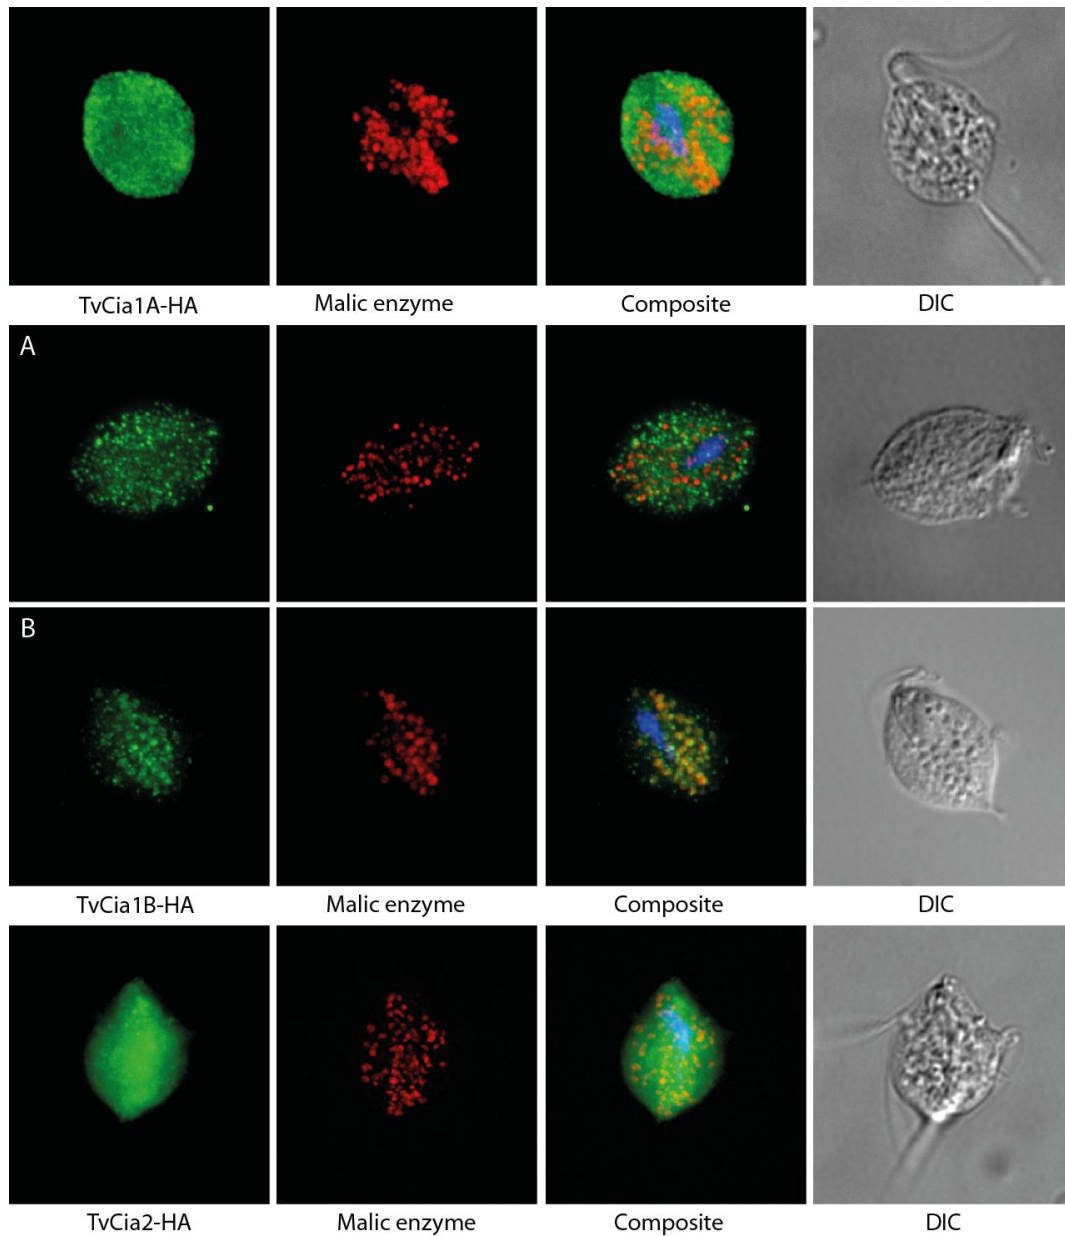 TvCia1A-HA Malic enzyme Composite DIC
A
B
TvCia1B-HA Malic enzyme Composite DIC
TvCia2-HA Malic enzyme Composite DIC